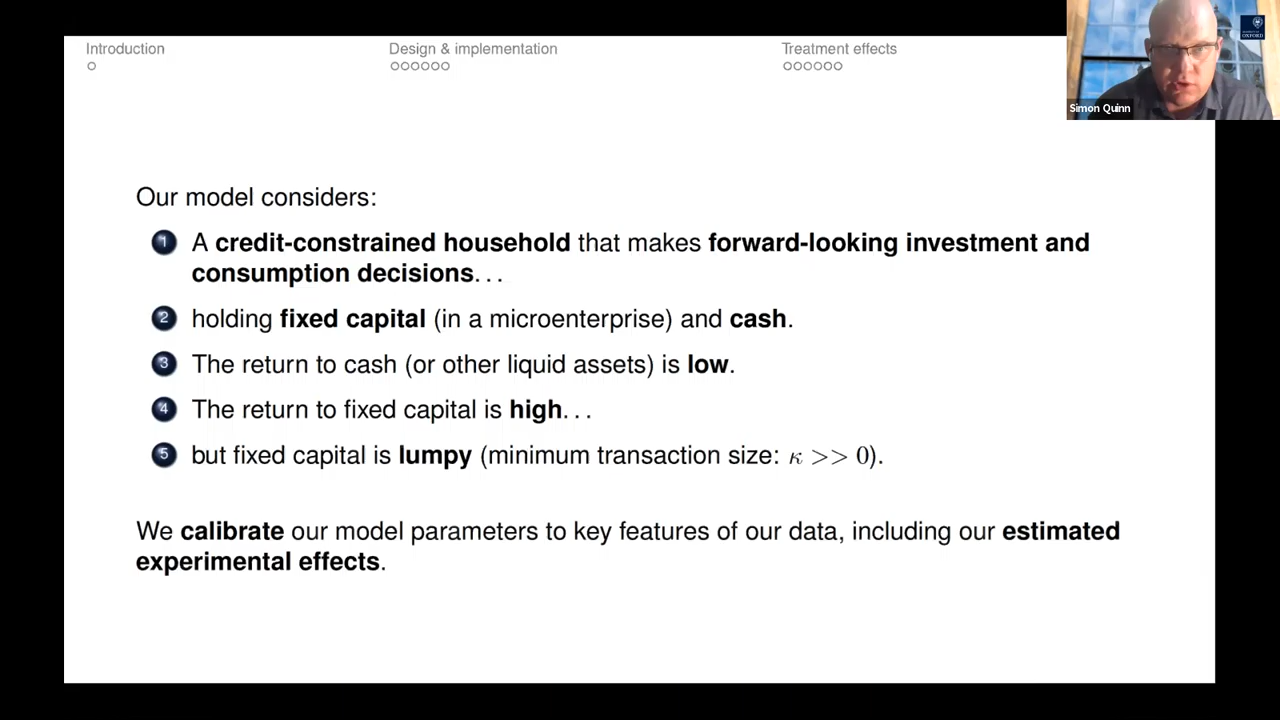 Introduction
Design & implementation
Treatment effects
Simon Quinn
Our model considers:
1 A credit-constrained household that makes forward-looking investment and
consumption decisions. . .
2 holding fixed capital (in a microenterprise) and cash.
3 The return to cash (or other liquid assets) is low.
4 The return to fixed capital is high. . .
5 but fixed capital is lumpy (minimum transaction size: κ >> 0).
We calibrate our model parameters to key features of our data, including our estimated
experimental effects.
OXFORD